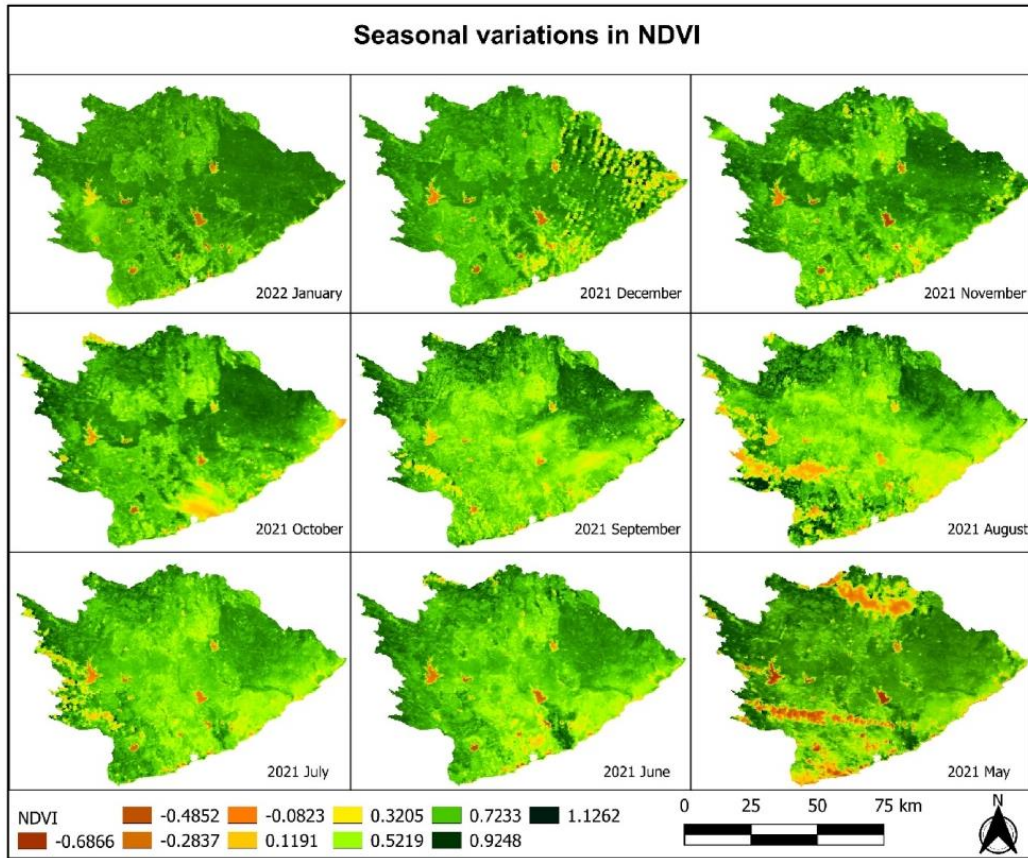 Seasonal variations in NDVI
2022 January
2021 December
2021 November
2021 October
2021 September
2021 August
2021 July
2021 June
2021 May
NDVI
-0.4852
-0.0823
0.3205
0.7233
1.1262
-0.6866
-0.2837
0.1191
0.5219
0.9248
0 25 50 75 km
N